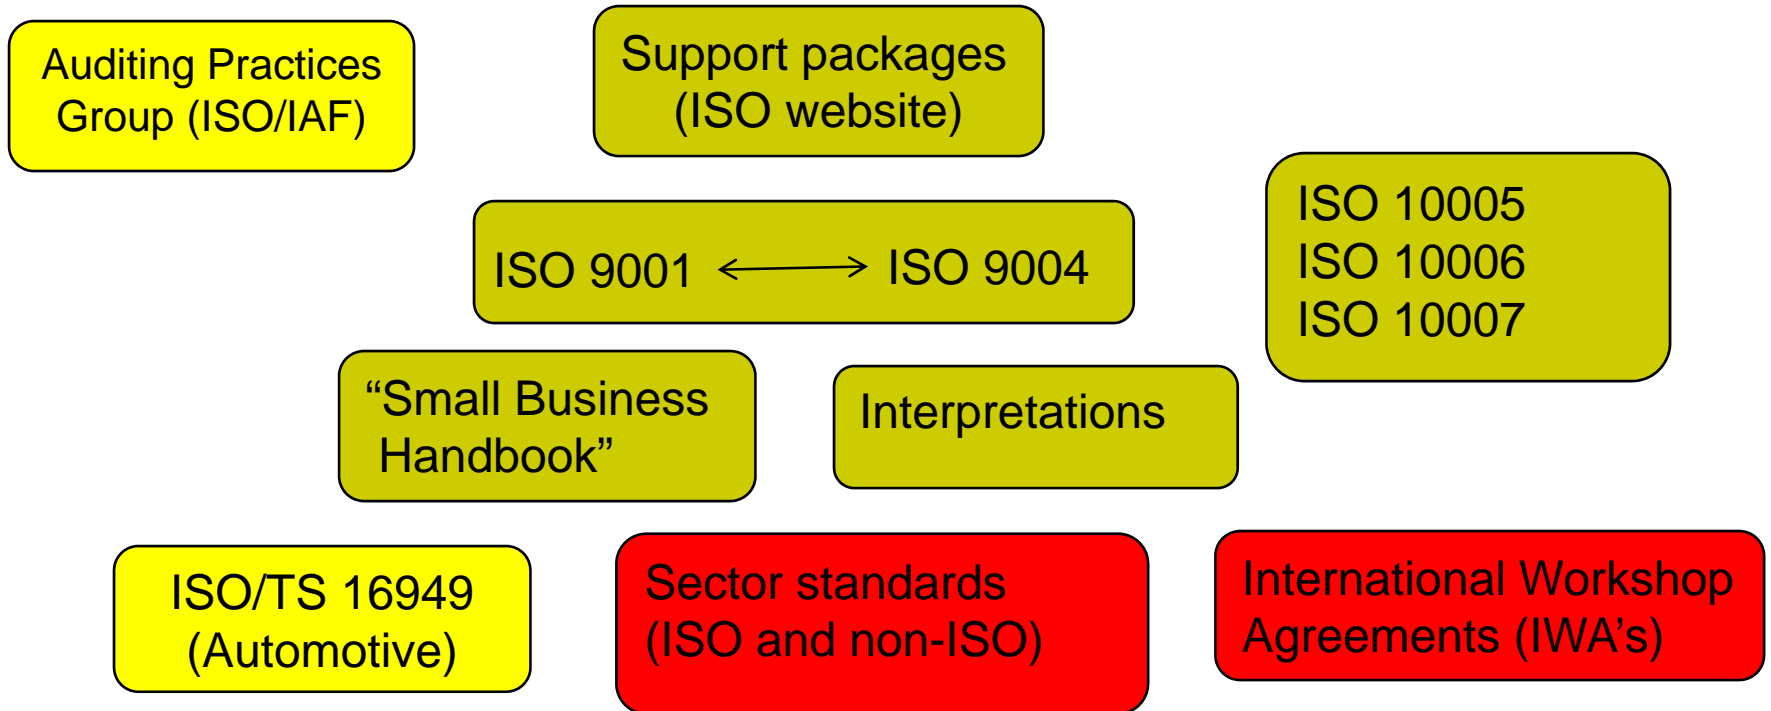 Auditing Practices
Group (ISO/IAF)
Support packages
(ISO website)
ISO 9001
ISO 9004
ISO 10005
ISO 10006
ISO 10007
“Small Business
Handbook”
Interpretations
ISO/TS 16949
(Automotive)
Sector standards
(ISO and non-ISO)
International Workshop
Agreements (IWA’s)